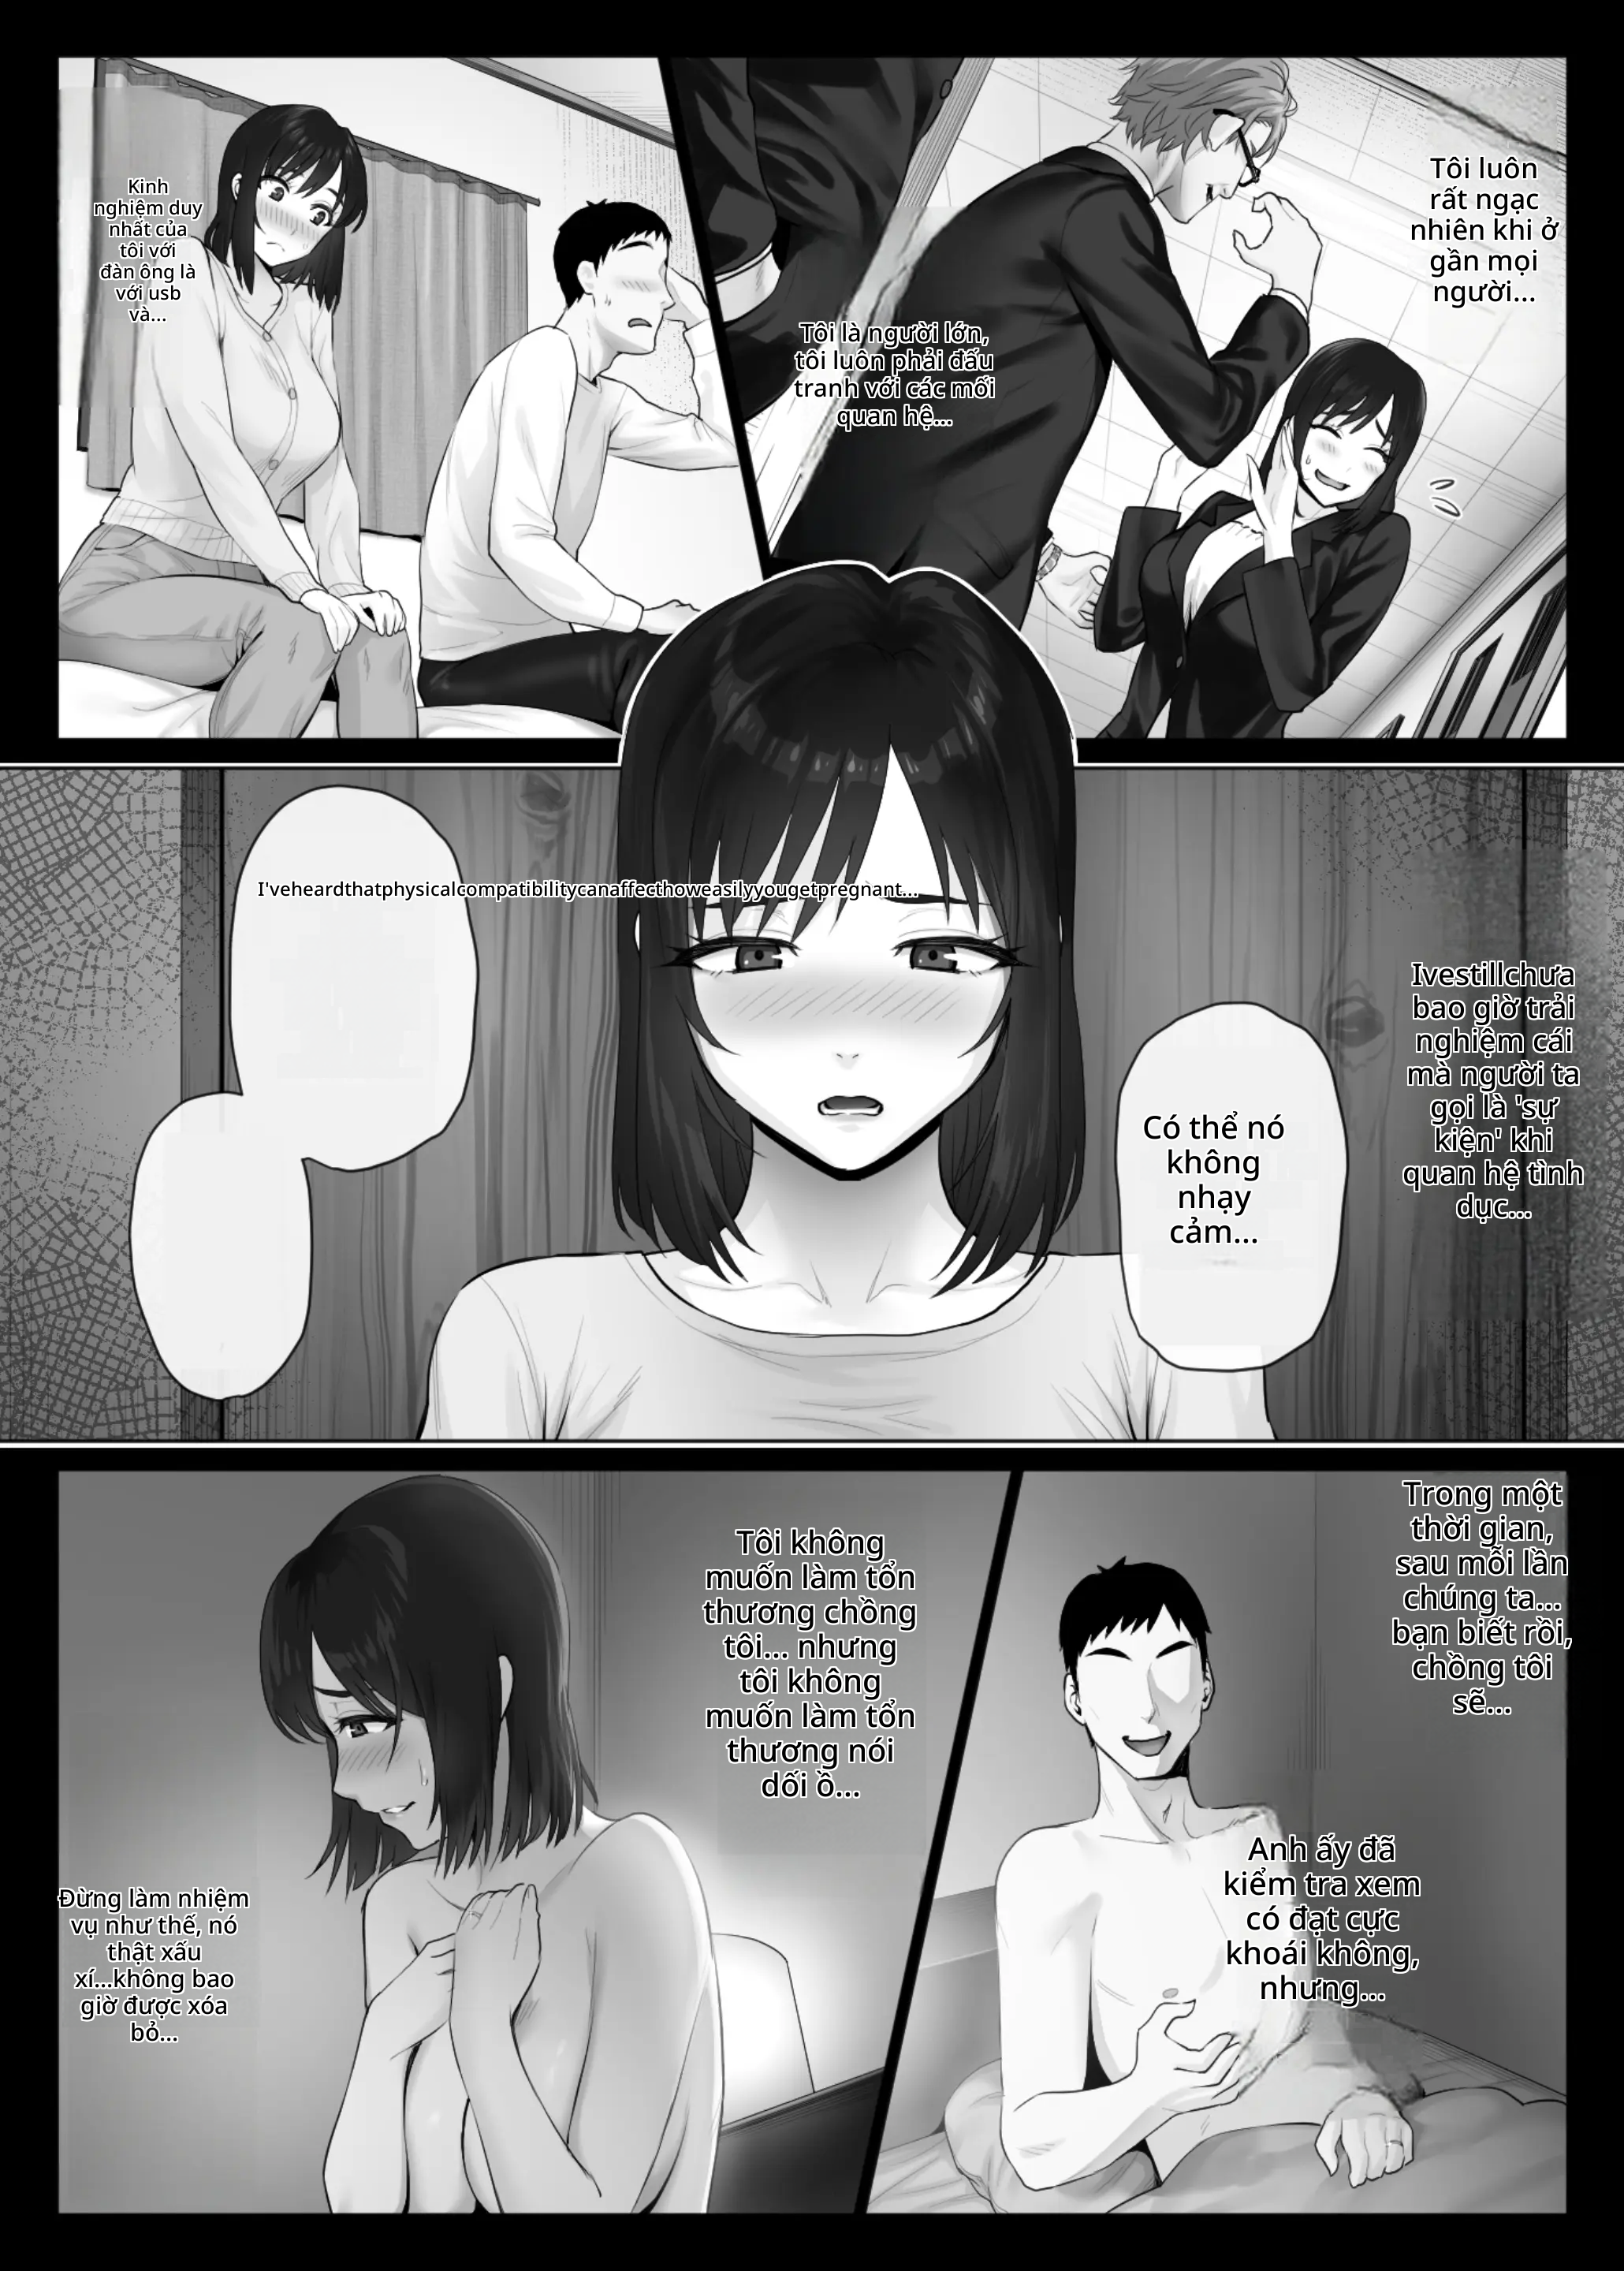 Tôi luôn
rất ngạc
nhiên khi ở
gần mọi
người...
Tôi là người lớn,
tôi luôn phải đấu
tranh với các mối
quan hệ...
Kinh
nghiệm duy
nhất của
tôi với
đàn ông là
với usb
và...
Ivestillchưa
bao giờ trải
nghiệm cái
mà người ta
gọi là 'sự
kiện' khi
quan hệ tình
dục...
Có thể nó
không
nhạy
cảm...
I'veheardthatphysicalcompatibilitycanaffecthoweasilyyougetpregnant...
Trong một
thời gian,
sau mỗi lần
chúng ta...
bạn biết rồi,
chồng tôi
sẽ...
Anh ấy đã
kiểm tra xem
có đạt cực
khoái không,
nhưng...
Tôi không
muốn làm tổn
thương chồng
tôi... nhưng
tôi không
muốn làm tổn
thương nói
dối ồ...
Đừng làm nhiệm
vụ như thế, nó
thật xấu
xí...không bao
giờ được xóa
bỏ...